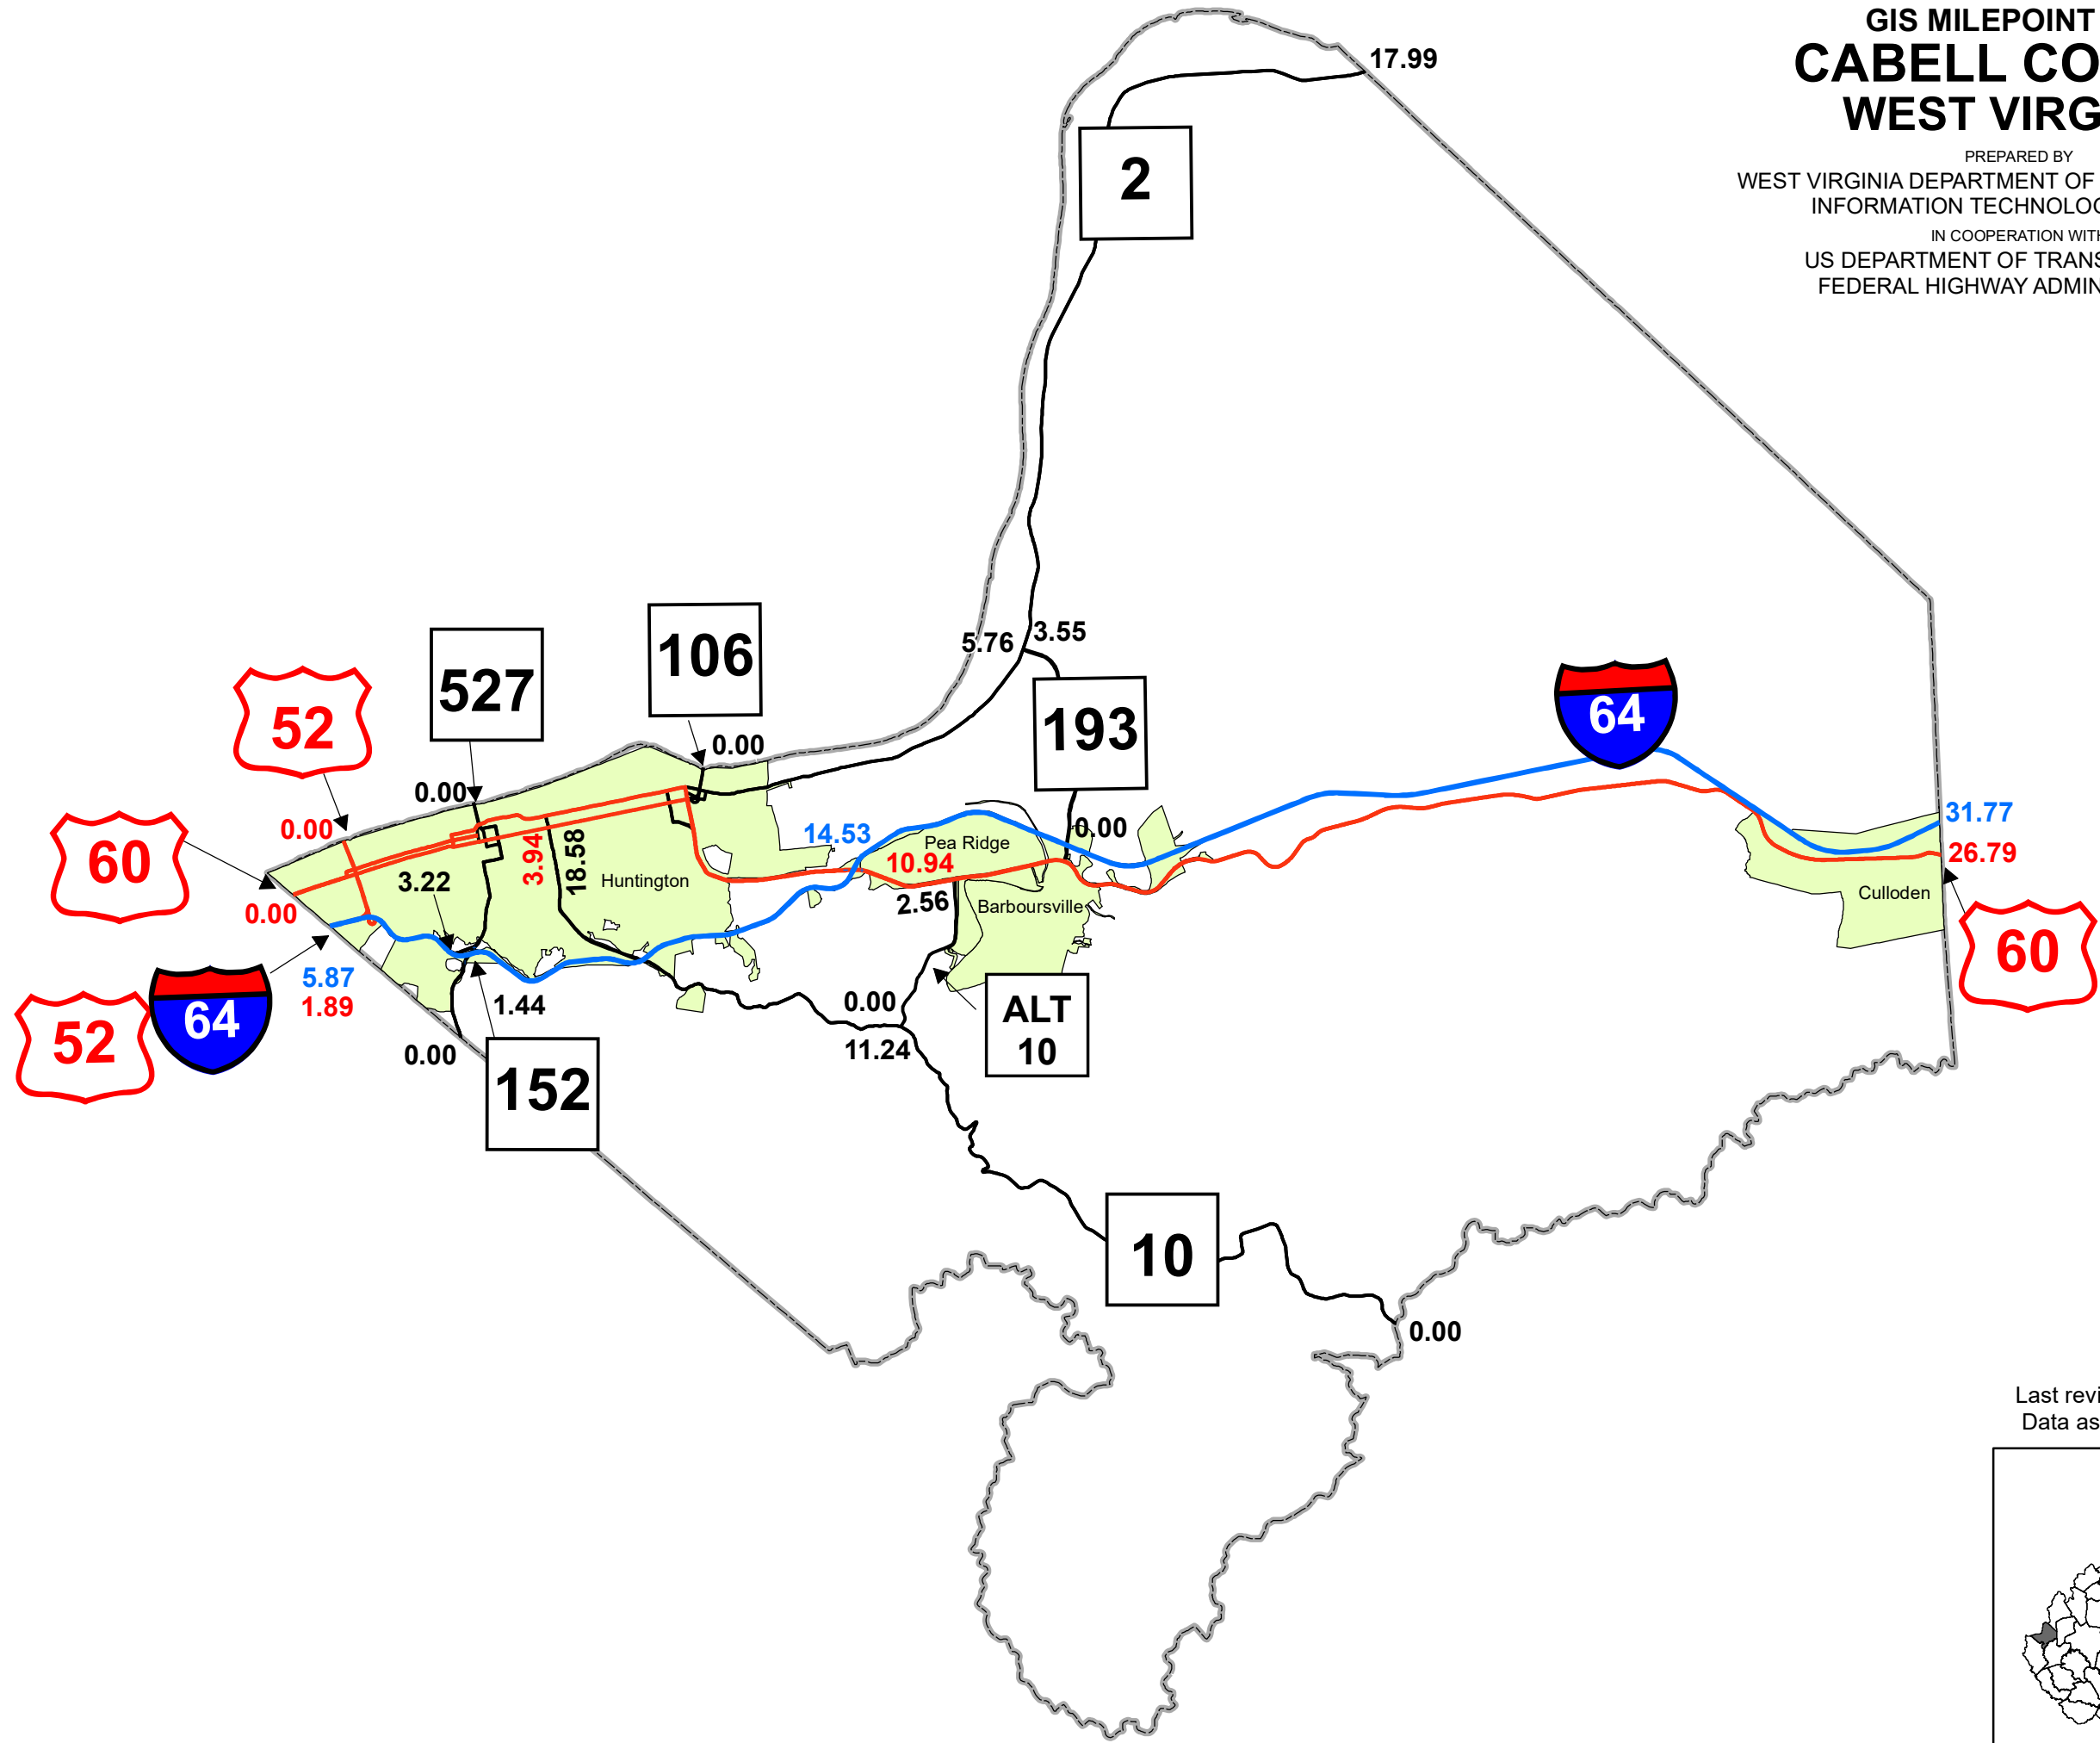 GIS MILEPOINT
CABELL CO
WEST VIRG
PREPARED BY
WEST VIRGINIA DEPARTMENT OF
INFORMATION TECHNOLOG
IN COOPERATION WITH
US DEPARTMENT OF TRANS
FEDERAL HIGHWAY ADMIN
17.99
2
5.76
3.55
106
527
52
193
64
0.00
0.00
0.00
60
0.00
14.53
Pea Ridge
31.77
10.94
26.79
3.94
18.58
3.22
Huntington
2.56
Barboursville
Culloden
0.00
60
5.87
1.89
64
52
1.44
0.00
ALT
10
0.00
11.24
152
10
0.00
Last revi
Data as